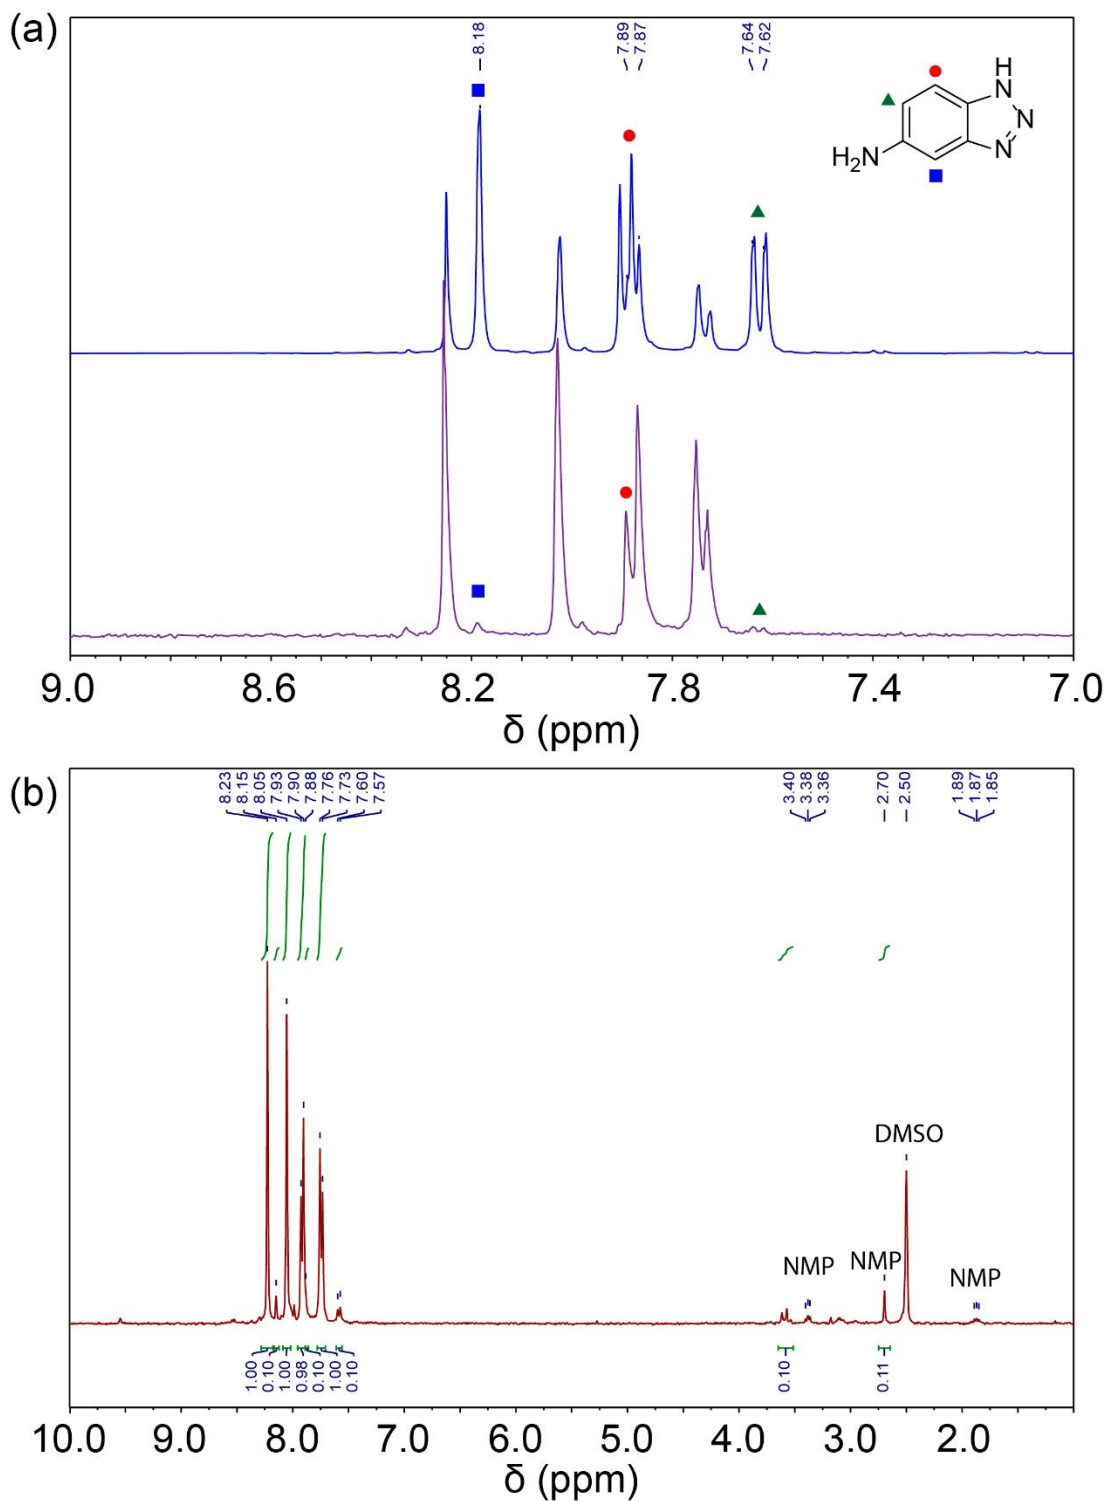 (a)
8.18
7.89
7.87
7.64
7.62
H
N
N
N
H₂N
9.0 8.6 8.2 7.8 7.4 7.0
δ (ppm)
(b)
8.23
8.15
8.05
7.93
7.90
7.88
7.76
7.73
7.60
7.57
3.40
3.38
3.36
2.70
2.50
1.89
1.87
1.85
DMSO
NMP
NMP
NMP
1.00
0.10
1.00
0.98
0.10
1.00
0.10
0.10
0.11
10.0 9.0 8.0 7.0 6.0 5.0 4.0 3.0 2.0
δ (ppm)